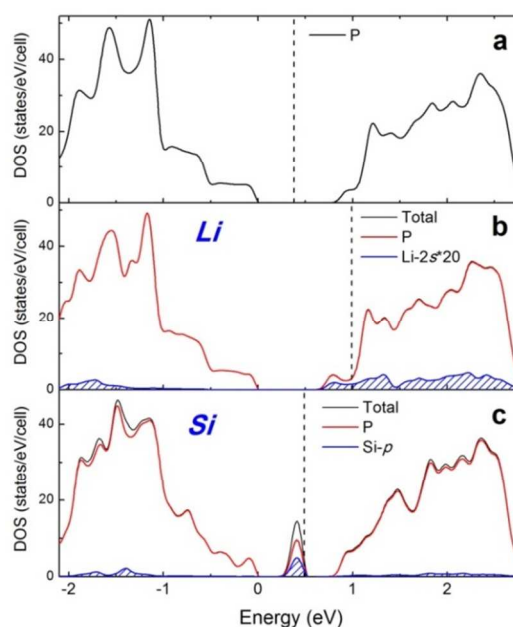 DOS (states/eV/cell)
40
20
0
P
a
DOS (states/eV/cell)
40
20
0
Li
Total
P
Li-2s*20
b
DOS (states/eV/cell)
40
20
0
Si
Total
P
Si-p
c
-2 -1 0 1 2
Energy (eV)